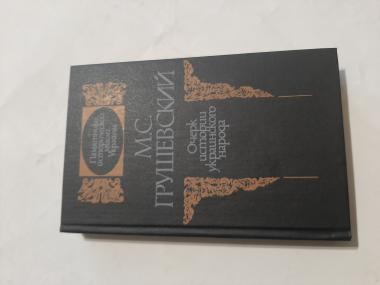 Памятники
исторической
мысли
Украины
М.С.
ГРУШЕВСКИЙ
Очерк
истории
украинского
народа